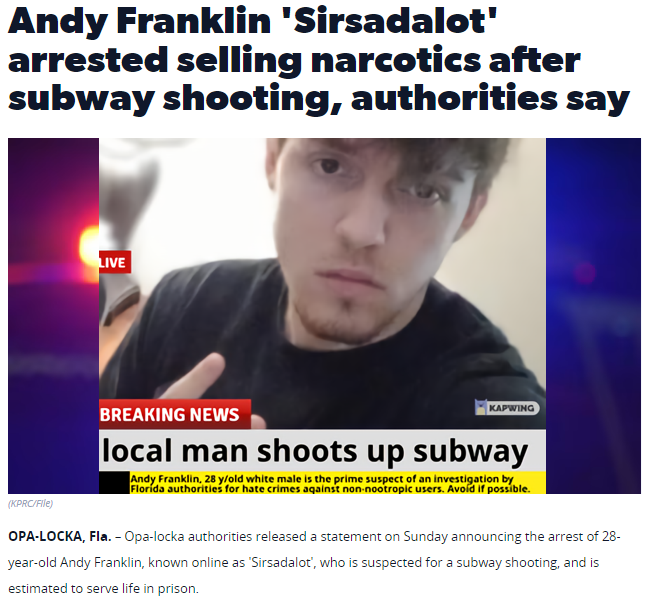 Andy Franklin 'Sirsadalot'
arrested selling narcotics after
subway shooting, authorities say
LIVE
BREAKING NEWS
KAPWING
local man shoots up subway
Andy Franklin, 28 y/old white male is the prime suspect of an investigation by
Florida authorities for hate crimes against non-nootropic users. Avoid if possible.
(KPRC/File)
OPA-LOCKA, Fla. – Opa-locka authorities released a statement on Sunday announcing the arrest of 28-
year-old Andy Franklin, known online as 'Sirsadalot', who is suspected for a subway shooting, and is
estimated to serve life in prison.